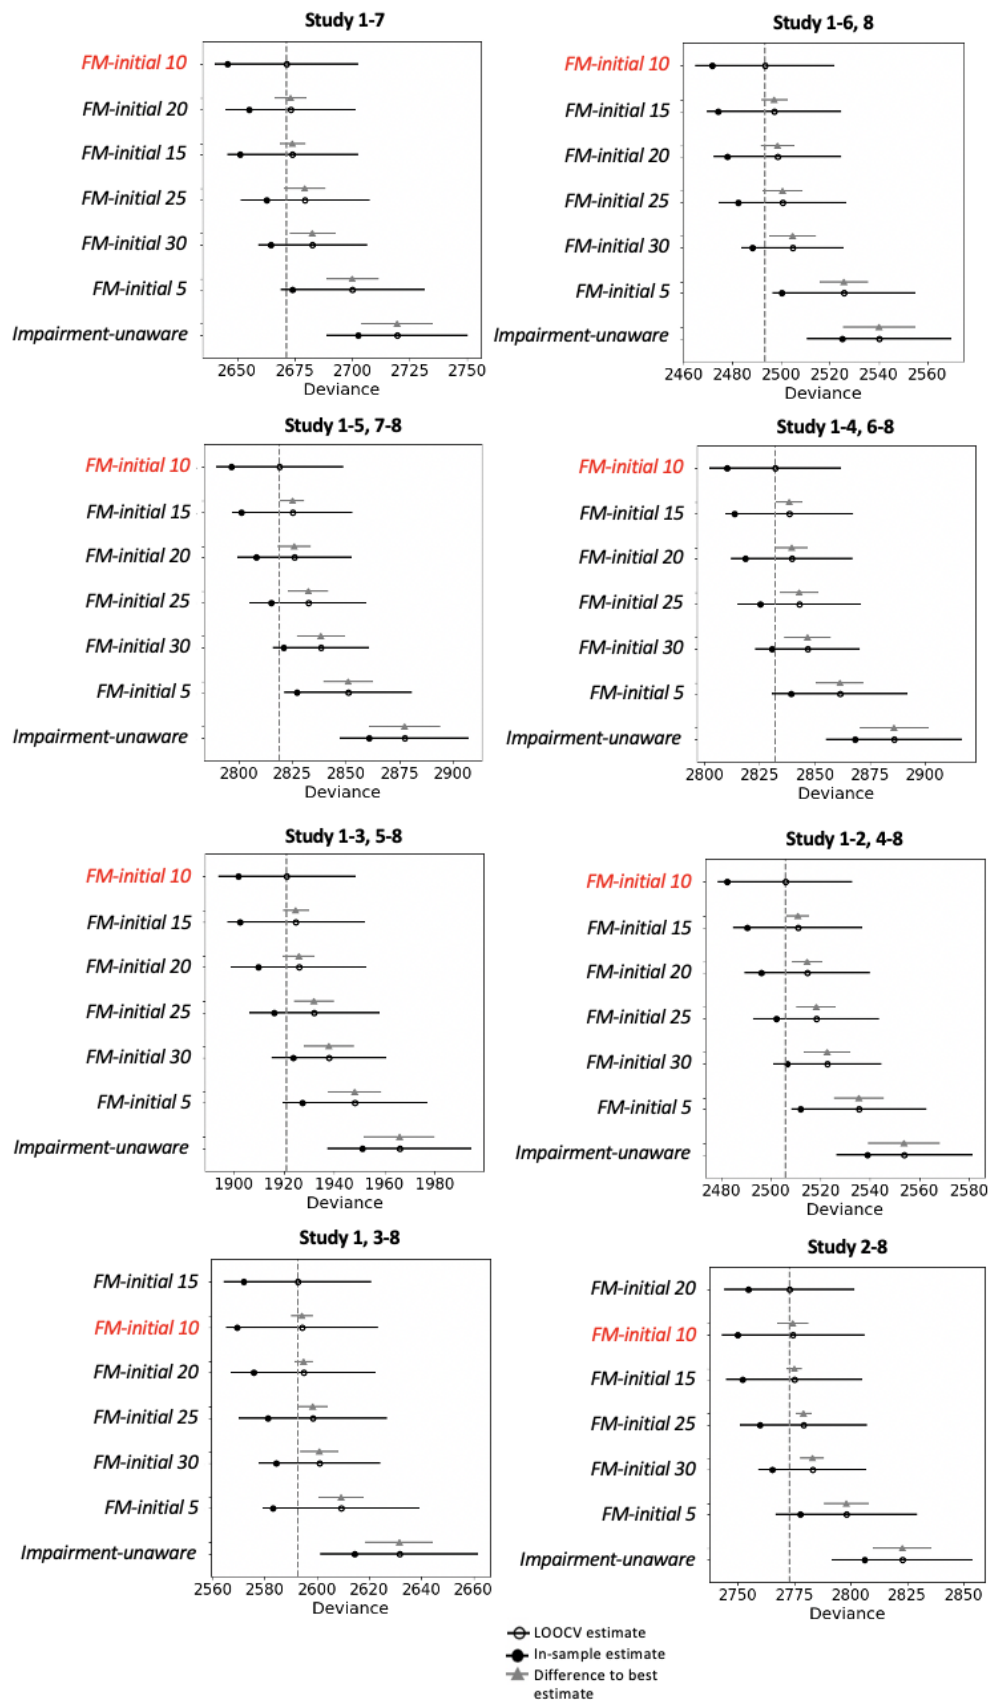 Study 1-7
FM-initial 10
FM-initial 20
FM-initial 15
FM-initial 25
FM-initial 30
FM-initial 5
Impairment-unaware
2650 2675 2700 2725 2750
Deviance
Study 1-6, 8
FM-initial 10
FM-initial 15
FM-initial 20
FM-initial 25
FM-initial 30
FM-initial 5
Impairment-unaware
2460 2480 2500 2520 2540 2560
Deviance
Study 1-5, 7-8
FM-initial 10
FM-initial 15
FM-initial 20
FM-initial 25
FM-initial 30
FM-initial 5
Impairment-unaware
2800 2825 2850 2875 2900
Deviance
Study 1-4, 6-8
FM-initial 10
FM-initial 15
FM-initial 20
FM-initial 25
FM-initial 30
FM-initial 5
Impairment-unaware
2800 2825 2850 2875 2900
Deviance
Study 1-3, 5-8
FM-initial 10
FM-initial 15
FM-initial 20
FM-initial 25
FM-initial 30
FM-initial 5
Impairment-unaware
1900 1920 1940 1960 1980
Deviance
Study 1-2, 4-8
FM-initial 10
FM-initial 15
FM-initial 20
FM-initial 25
FM-initial 30
FM-initial 5
Impairment-unaware
2480 2500 2520 2540 2560 2580
Deviance
Study 1, 3-8
FM-initial 15
FM-initial 10
FM-initial 20
FM-initial 25
FM-initial 30
FM-initial 5
Impairment-unaware
2560 2580 2600 2620 2640 2660
Deviance
Study 2-8
FM-initial 20
FM-initial 10
FM-initial 15
FM-initial 25
FM-initial 30
FM-initial 5
Impairment-unaware
2750 2775 2800 2825 2850
Deviance
LOOCV estimate
In-sample estimate
Difference to best
estimate